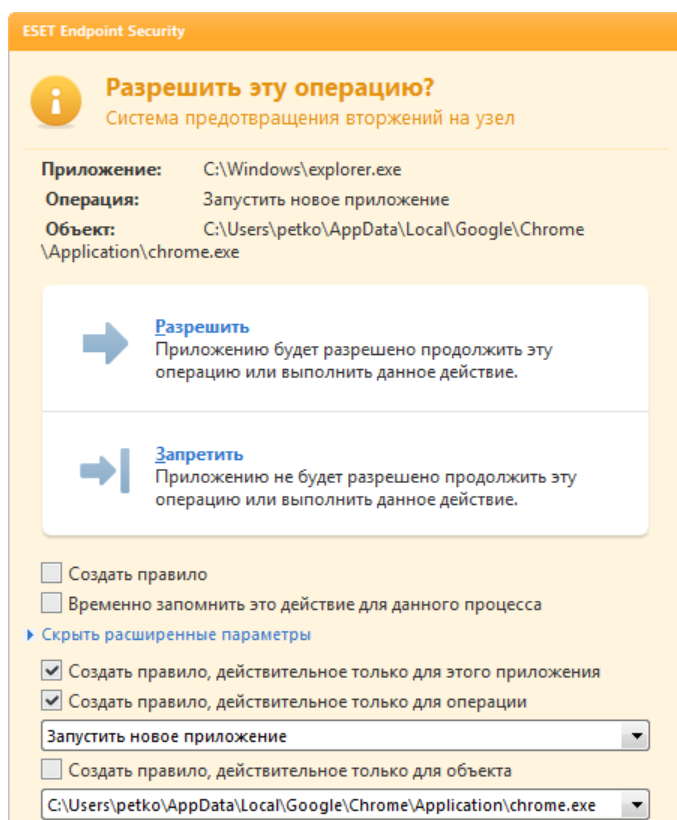 ESET Endpoint Security
Разрешить эту операцию?
Система предотвращения вторжений на узел
Приложение: C:\Windows\explorer.exe
Операция: Запустить новое приложение
Объект: C:\Users\petko\AppData\Local\Google\Chrome
\Application\chrome.exe
Разрешить
Приложению будет разрешено продолжить эту
операцию или выполнить данное действие.
Запретить
Приложению не будет разрешено продолжить эту
операцию или выполнить данное действие.
Создать правило
Временно запомнить это действие для данного процесса
Скрыть расширенные параметры
Создать правило, действительное только для этого приложения
Создать правило, действительное только для операции
Запустить новое приложение
Создать правило, действительное только для объекта
C:\Users\petko\AppData\Local\Google\Chrome\Application\chrome.exe